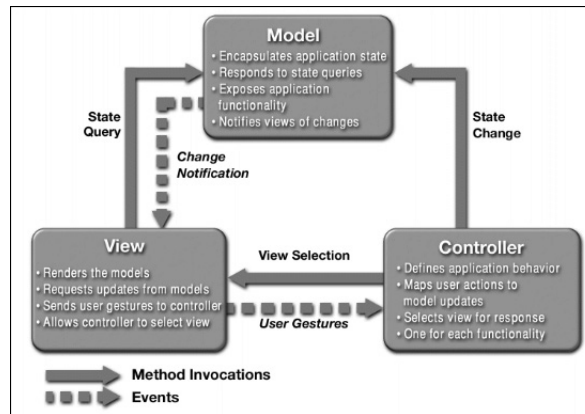 Model
• Encapsulates application state
• Responds to state queries
• Exposes application
functionality
• Notifies views of changes
State
Query
State
Change
Change
Notification
View
• Renders the models
• Requests updates from models
• Sends user gestures to controller
• Allows controller to select view
View Selection
User Gestures
Controller
• Defines application behavior
• Maps user actions to
model updates
• Selects view for response
• One for each functionality
Method Invocations
Events